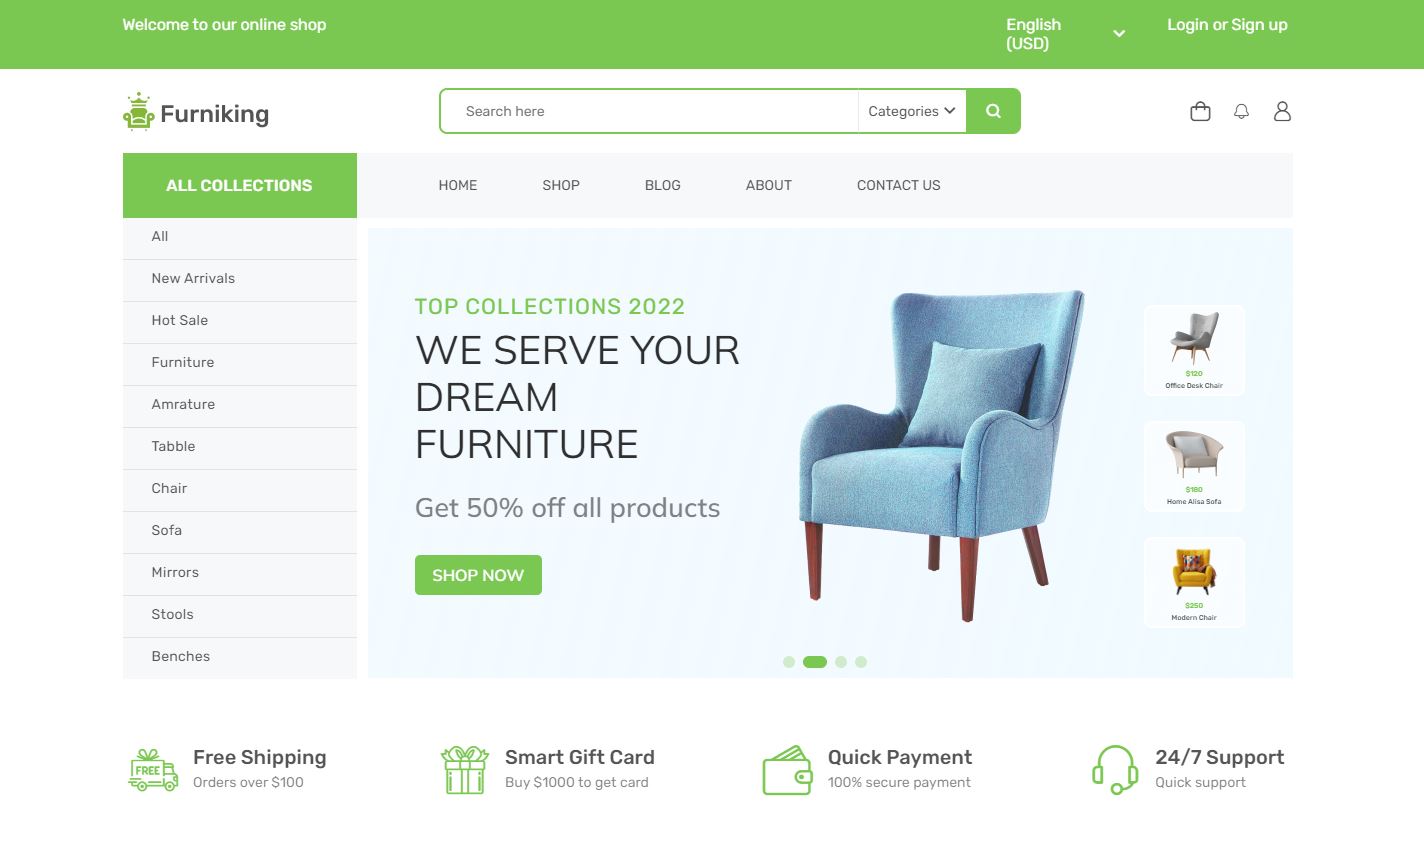 Welcome to our online shop
English
(USD)
Login or Sign up
Furniking
Search here
Categories
ALL COLLECTIONS
HOME
SHOP
BLOG
ABOUT
CONTACT US
All
New Arrivals
Hot Sale
Furniture
Amrature
Tabble
Chair
Sofa
Mirrors
Stools
Benches
TOP COLLECTIONS 2022
WE SERVE YOUR
DREAM
FURNITURE
Get 50% off all products
SHOP NOW
$120
Office Desk Chair
$180
Home Alisa Sofa
$250
Modern Chair
FREE
Free Shipping
Orders over $100
Smart Gift Card
Buy $1000 to get card
Quick Payment
100% secure payment
24/7 Support
Quick support